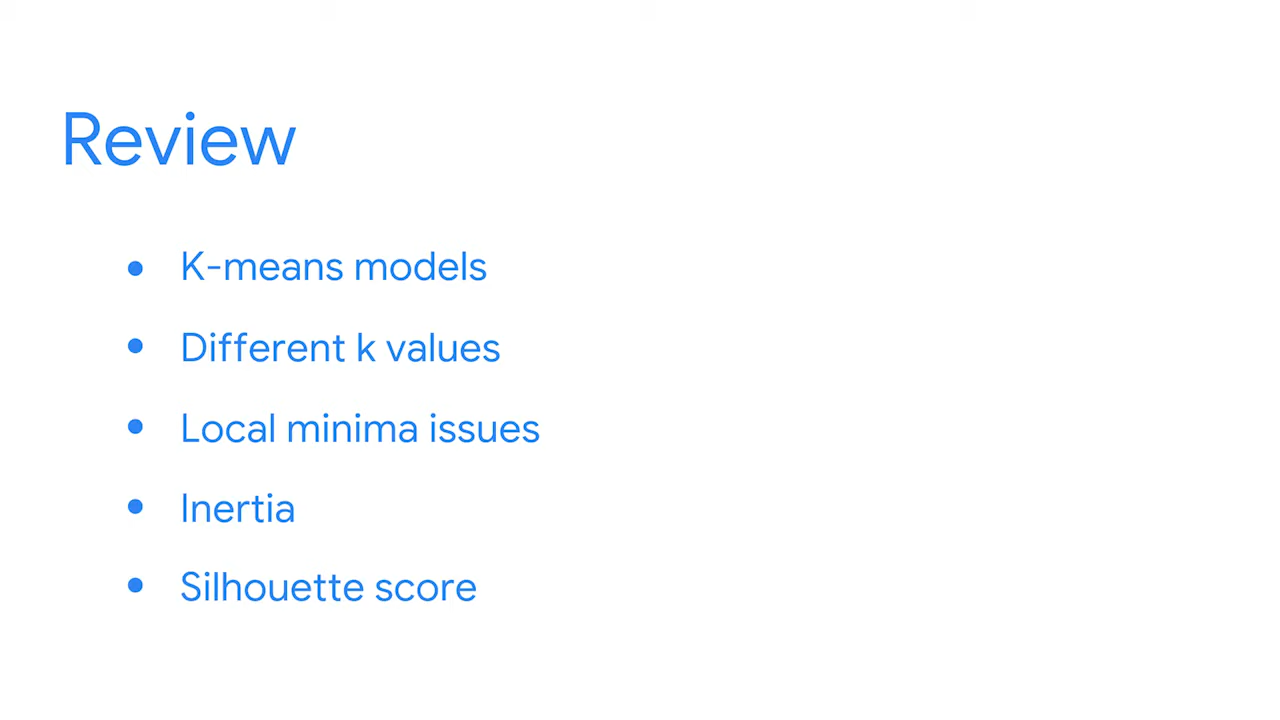 Review
• K-means models
• Different k values
• Local minima issues
• Inertia
• Silhouette score